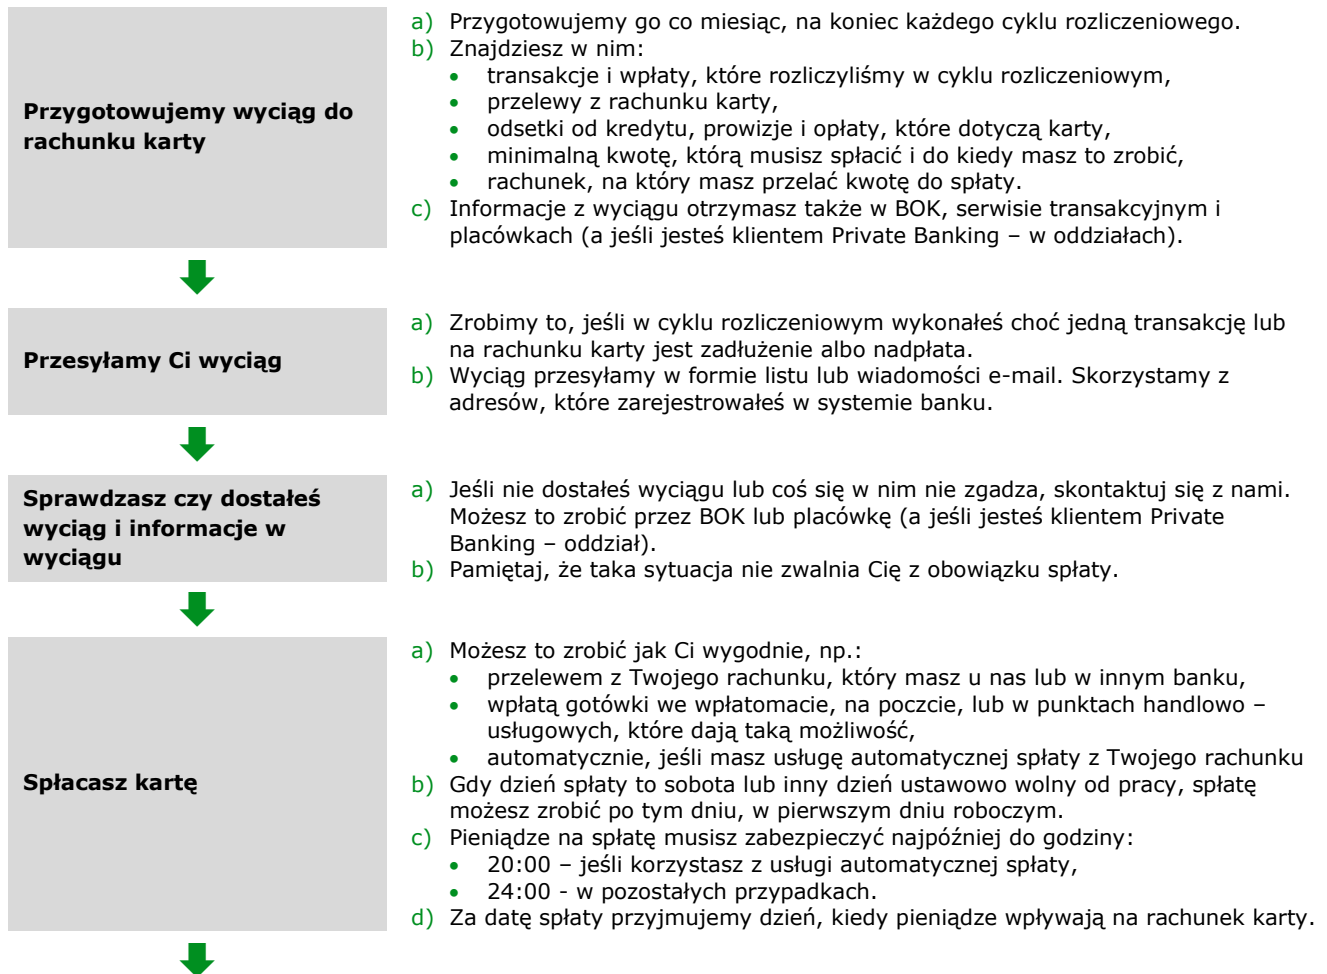 Przygotowujemy wyciąg do
rachunku karty
a) Przygotowujemy go co miesiąc, na koniec każdego cyklu rozliczeniowego.
b) Znajdziesz w nim:
• transakcje i wpłaty, które rozliczyliśmy w cyklu rozliczeniowym,
• przelewy z rachunku karty,
• odsetki od kredytu, prowizje i opłaty, które dotyczą karty,
• minimalną kwotę, którą musisz spłacić i do kiedy masz to zrobić,
• rachunek, na który masz przelać kwotę do spłaty.
c) Informacje z wyciągu otrzymasz także w BOK, serwisie transakcyjnym i
placówkach (a jeśli jesteś klientem Private Banking – w oddziałach).
Przesyłamy Ci wyciąg
a) Zrobimy to, jeśli w cyklu rozliczeniowym wykonałeś choć jedną transakcję lub
na rachunku karty jest zadłużenie albo nadpłata.
b) Wyciąg przesyłamy w formie listu lub wiadomości e-mail. Skorzystamy z
adresów, które zarejestrowałeś w systemie banku.
Sprawdzasz czy dostałeś
wyciąg i informacje w
wyciągu
a) Jeśli nie dostałeś wyciągu lub coś się w nim nie zgadza, skontaktuj się z nami.
Możesz to zrobić przez BOK lub placówkę (a jeśli jesteś klientem Private
Banking – oddział).
b) Pamiętaj, że taka sytuacja nie zwalnia Cię z obowiązku spłaty.
Spłacasz kartę
a) Możesz to zrobić jak Ci wygodnie, np.:
• przelewem z Twojego rachunku, który masz u nas lub w innym banku,
• wpłatą gotówki we wpłatomacie, na poczcie, lub w punktach handlowo –
usługowych, które dają taką możliwość,
• automatycznie, jeśli masz usługę automatycznej spłaty z Twojego rachunku
b) Gdy dzień spłaty to sobota lub inny dzień ustawowo wolny od pracy, spłatę
możesz zrobić po tym dniu, w pierwszym dniu roboczym.
c) Pieniądze na spłatę musisz zabezpieczyć najpóźniej do godziny:
• 20:00 – jeśli korzystasz z usługi automatycznej spłaty,
• 24:00 - w pozostałych przypadkach.
d) Za datę spłaty przyjmujemy dzień, kiedy pieniądze wpływają na rachunek karty.